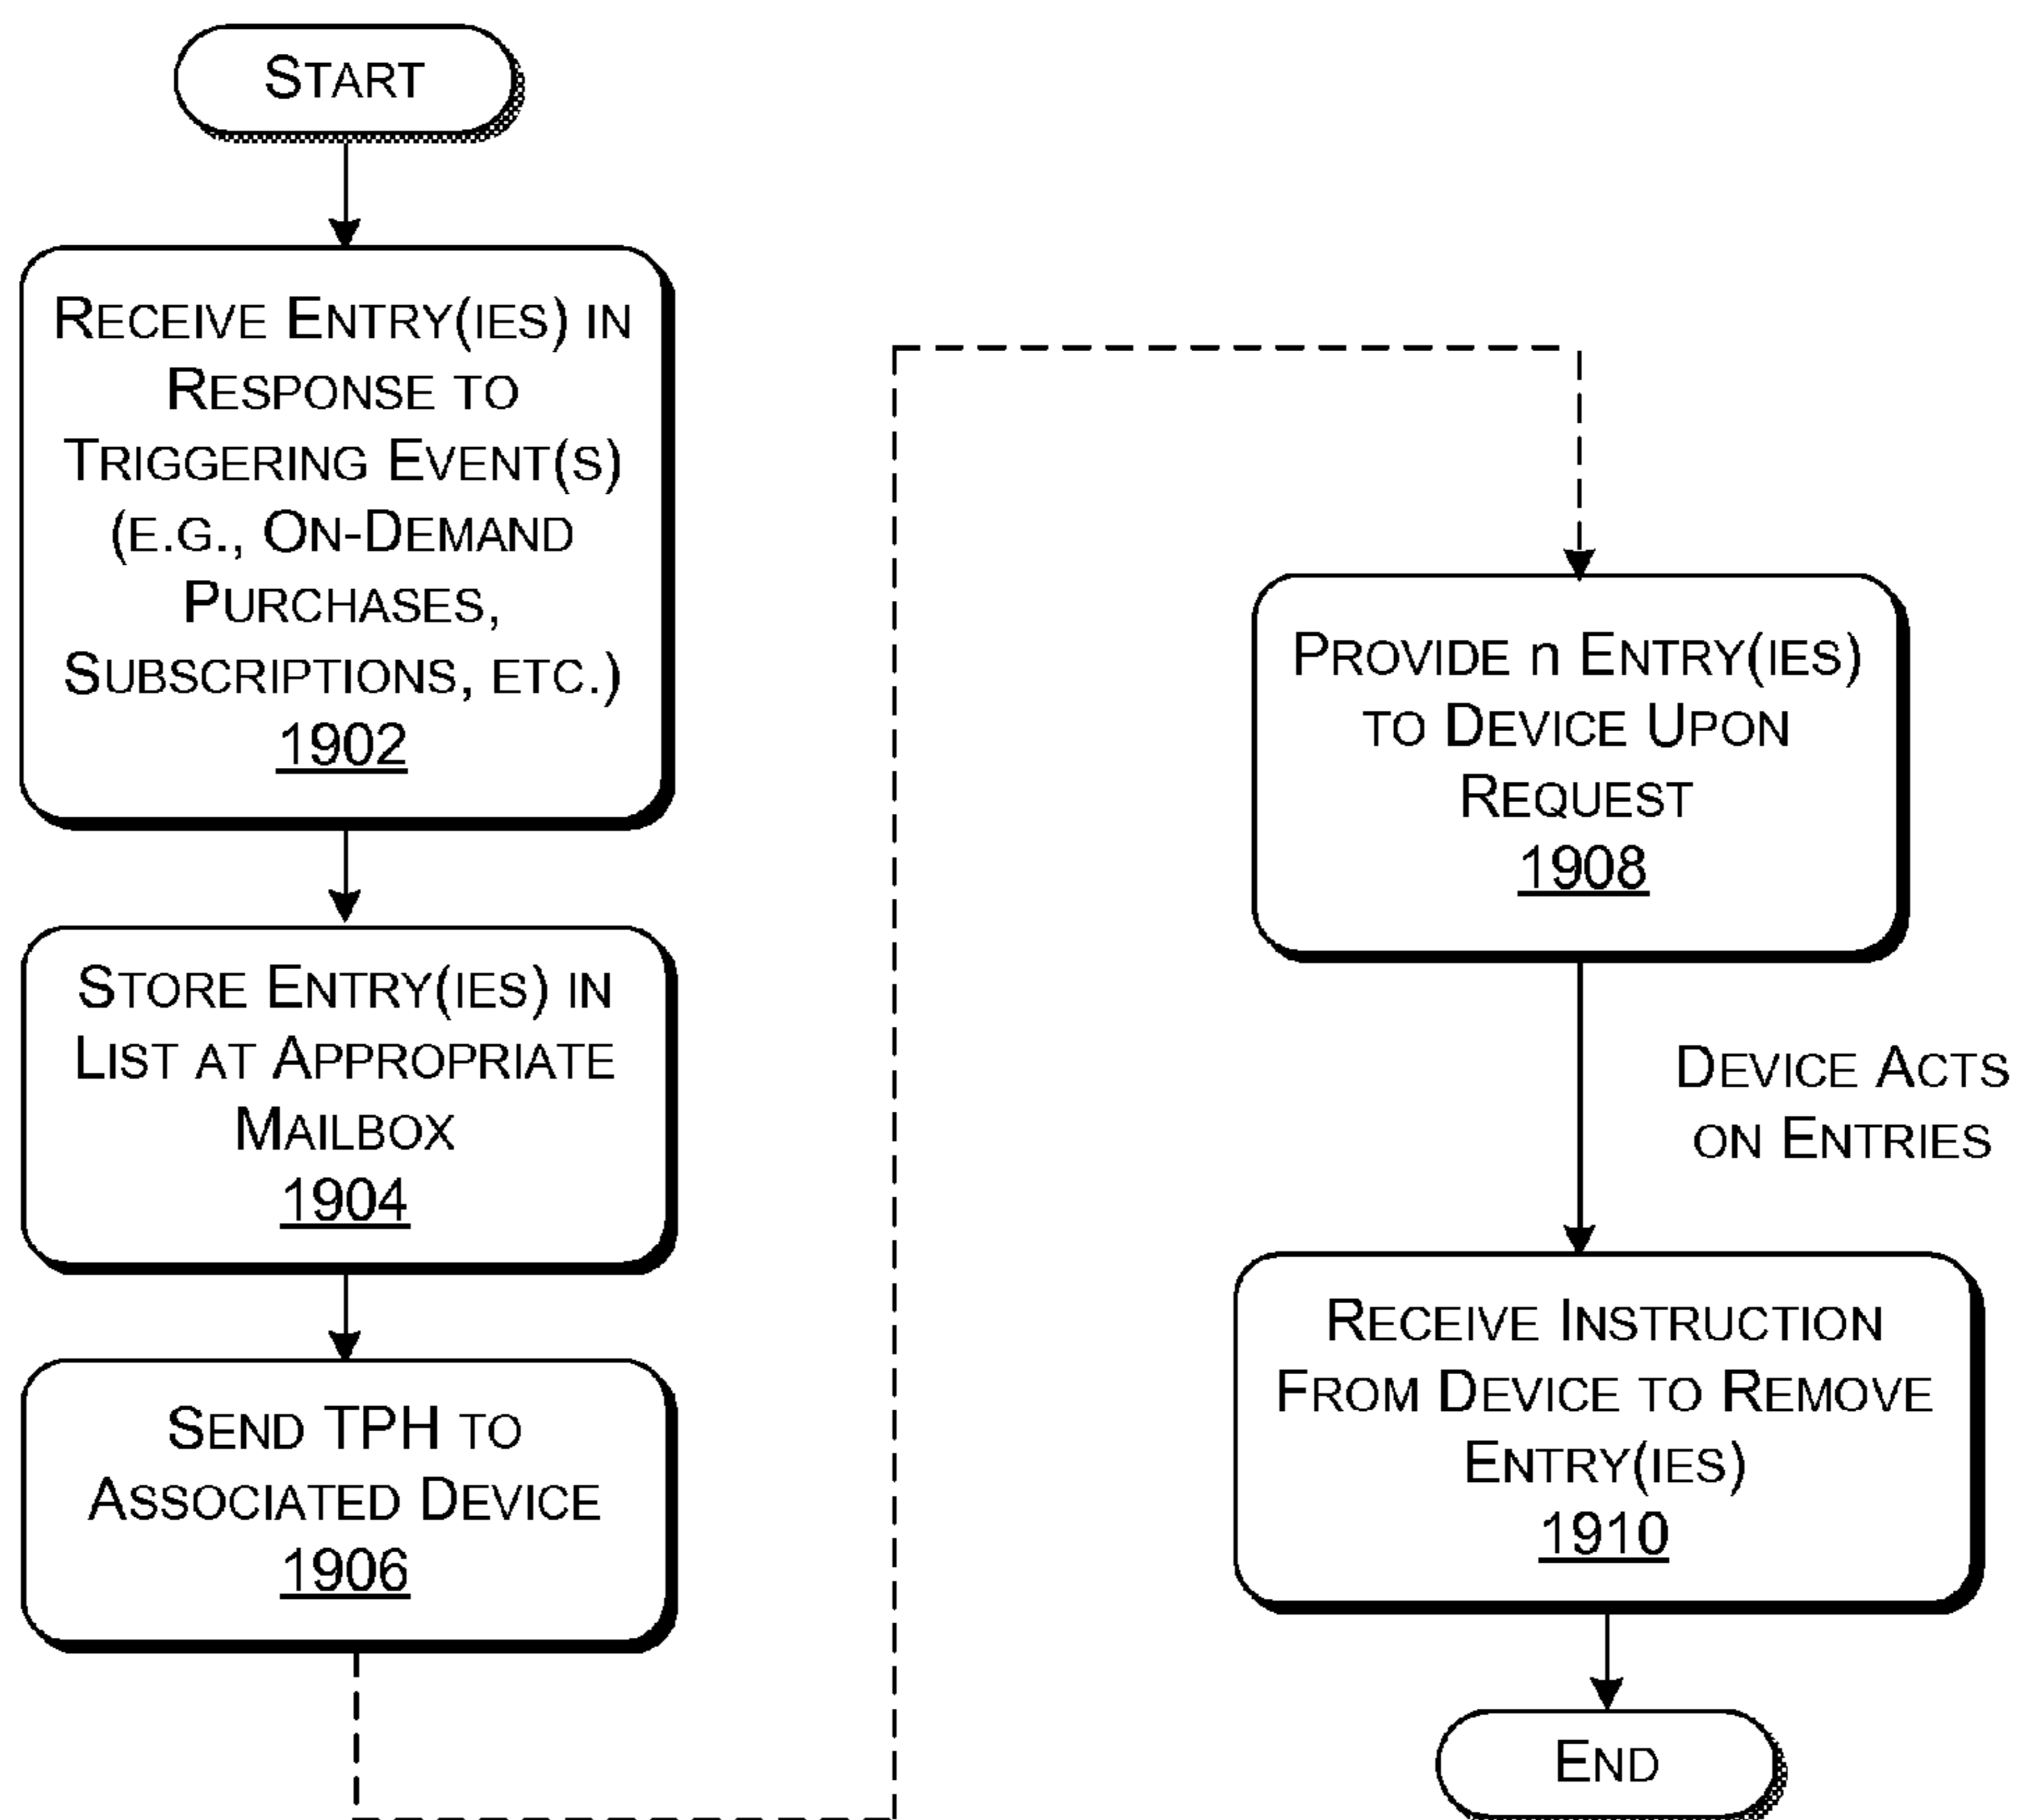 START
RECEIVE ENTRY(IES) IN
RESPONSE TO
TRIGGERING EVENT(S)
(E.G., ON-DEMAND
PURCHASES,
SUBSCRIPTIONS, ETC.)
1902
STORE ENTRY(IES) IN
LIST AT APPROPRIATE
MAILBOX
1904
SEND TPH TO
ASSOCIATED DEVICE
1906
PROVIDE n ENTRY(IES)
TO DEVICE UPON
REQUEST
1908
DEVICE ACTS
ON ENTRIES
RECEIVE INSTRUCTION
FROM DEVICE TO REMOVE
ENTRY(IES)
1910
END